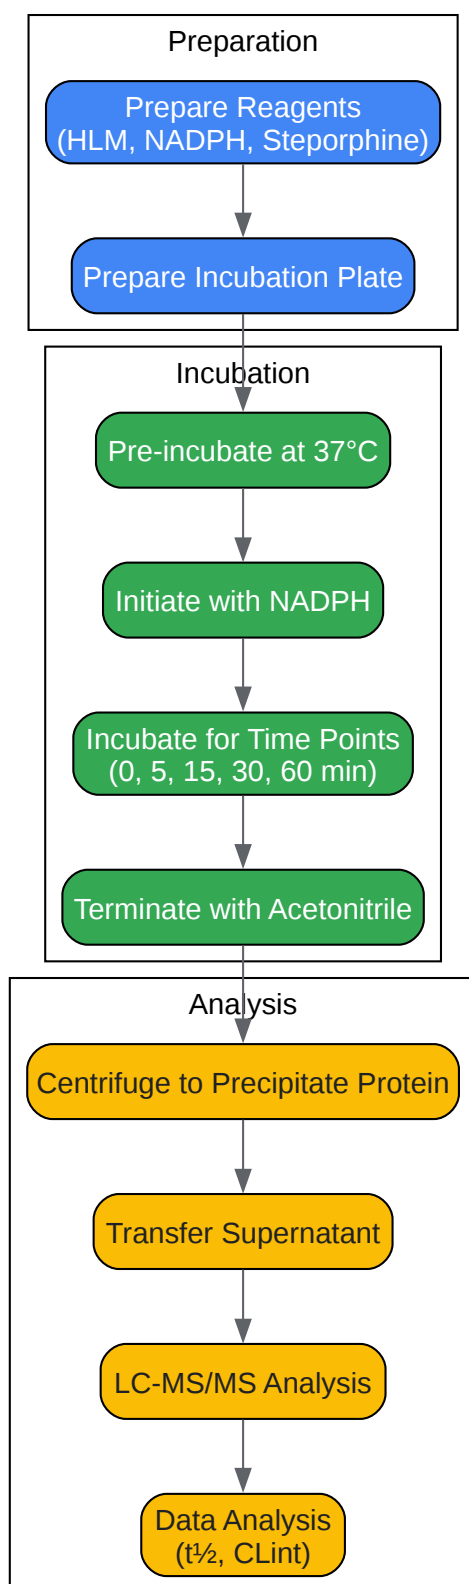 Preparation
Prepare Reagents
(HLM, NADPH, Steporphine)
Prepare Incubation Plate
Incubation
Pre-incubate at 37°C
Initiate with NADPH
Incubate for Time Points
(0, 5, 15, 30, 60 min)
Terminate with Acetonitrile
Analysis
Centrifuge to Precipitate Protein
Transfer Supernatant
LC-MS/MS Analysis
Data Analysis
(t½, CLint)